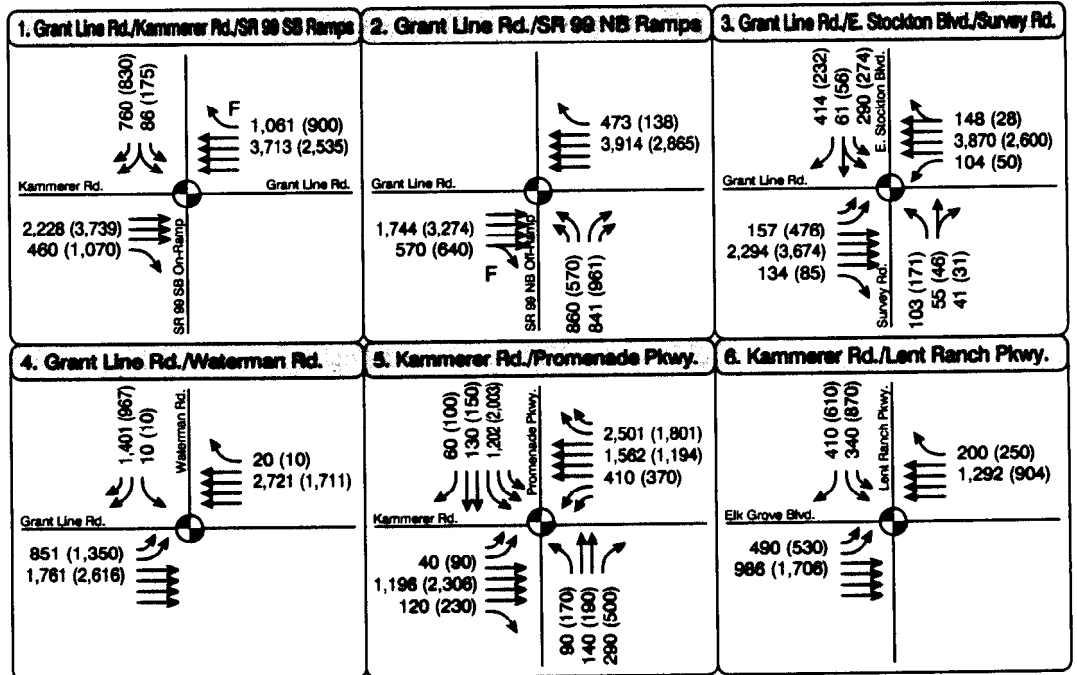 1. Grant Line Rd./Kammerer Rd./SR 99 SB Ramps
760 (830)
86 (175)
F
1,061 (900)
3,713 (2,535)
Kammerer Rd.
Grant Line Rd.
2,228 (3,739)
460 (1,070)
SR 99 SB On-Ramp
2. Grant Line Rd./SR 99 NB Ramps
473 (138)
3,914 (2,865)
Grant Line Rd.
1,744 (3,274)
570 (640)
F
SR 99 NB Off-Ramp
860 (570)
841 (961)
3. Grant Line Rd./E. Stockton Blvd./Survey Rd.
414 (232)
61 (56)
290 (274)
E. Stockton Blvd.
148 (28)
3,870 (2,600)
104 (50)
Grant Line Rd.
157 (476)
2,294 (3,674)
134 (85)
Survey Rd.
103 (171)
55 (46)
41 (31)
4. Grant Line Rd./Waterman Rd.
1,401 (967)
10 (10)
Waterman Rd.
20 (10)
2,721 (1,711)
Grant Line Rd.
851 (1,350)
1,761 (2,616)
5. Kammerer Rd./Promenade Pkwy.
60 (100)
130 (150)
1,202 (2,003)
Promenade Pkwy.
2,501 (1,801)
1,562 (1,194)
410 (370)
Kammerer Rd.
40 (90)
1,196 (2,306)
120 (230)
90 (170)
140 (190)
290 (500)
6. Kammerer Rd./Lent Ranch Pkwy.
410 (610)
340 (870)
Lent Ranch Pkwy.
200 (250)
1,292 (904)
Elk Grove Blvd.
490 (530)
986 (1,706)